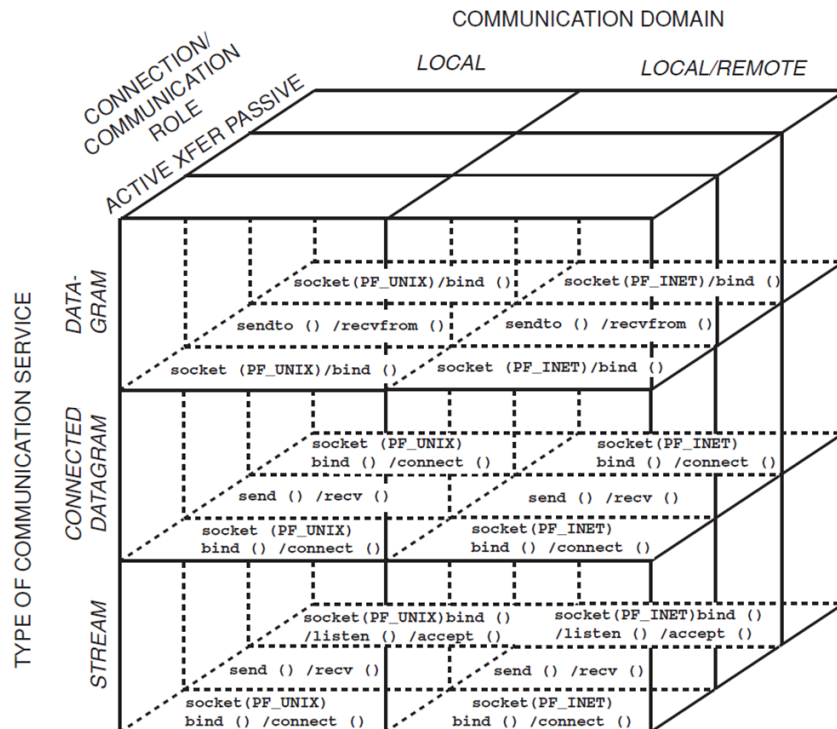 COMMUNICATION DOMAIN
CONNECTION/
COMMUNICATION
ROLE
LOCAL
LOCAL/REMOTE
ACTIVE XFER PASSIVE
TYPE OF COMMUNICATION SERVICE
DATA-
GRAM
socket(PF_UNIX)/bind ()
socket(PF_INET)/bind ()
sendto () /recvfrom ()
sendto () /recvfrom ()
socket (PF_UNIX)/bind ()
socket (PF_INET)/bind ()
CONNECTED
DATAGRAM
socket (PF_UNIX)
bind () /connect ()
socket(PF_INET)
bind () /connect ()
send () /recv ()
send () /recv ()
socket (PF_UNIX)
bind () /connect ()
socket(PF_INET)
bind () /connect ()
STREAM
socket(PF_UNIX)bind ()
/listen () /accept ()
socket(PF_INET)bind ()
/listen () /accept ()
send () /recv ()
send () /recv ()
socket(PF_UNIX)
bind () /connect ()
socket(PF_INET)
bind () /connect ()